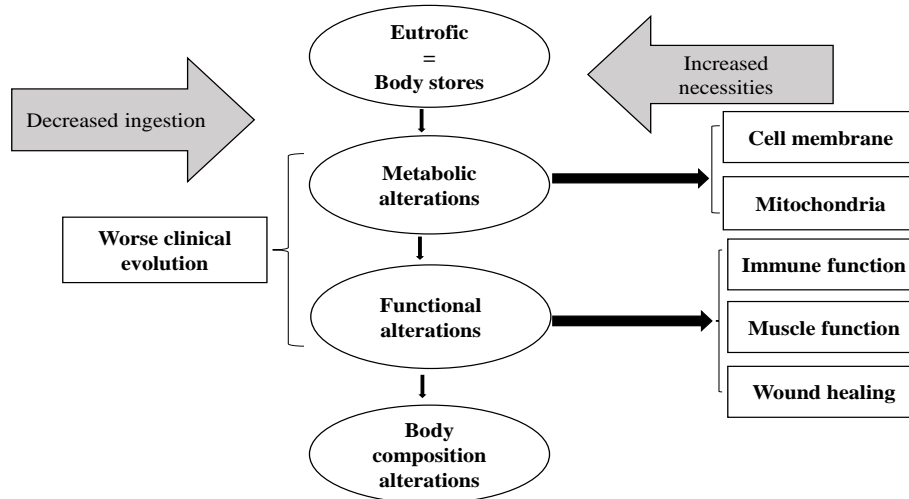 Eutrofic
=
Body stores
Increased
necessities
Decreased ingestion
Cell membrane
Metabolic
alterations
Mitochondria
Worse clinical
evolution
Immune function
Functional
alterations
Muscle function
Wound healing
Body
composition
alterations